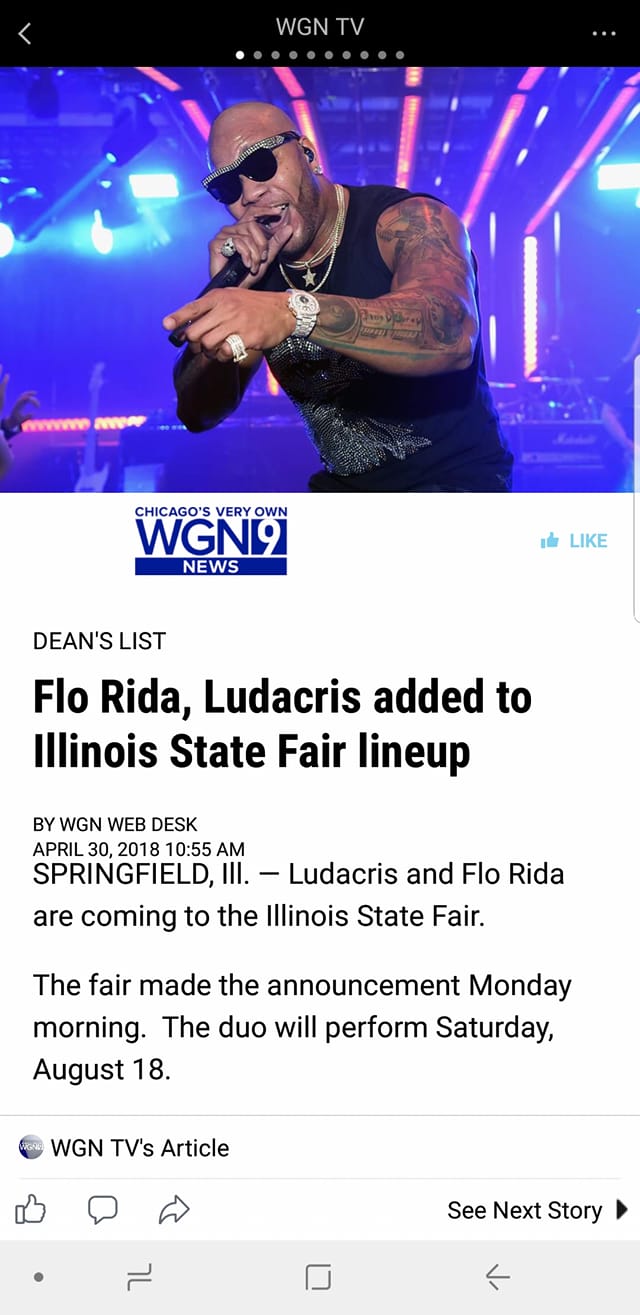 WGN TV
CHICAGO'S VERY OWN
WGN9
NEWS
LIKE
DEAN'S LIST
Flo Rida, Ludacris added to
Illinois State Fair lineup
BY WGN WEB DESK
APRIL 30, 2018 10:55 AM
SPRINGFIELD, Ill. — Ludacris and Flo Rida
are coming to the Illinois State Fair.
The fair made the announcement Monday
morning.  The duo will perform Saturday,
August 18.
WGN TV's Article
See Next Story